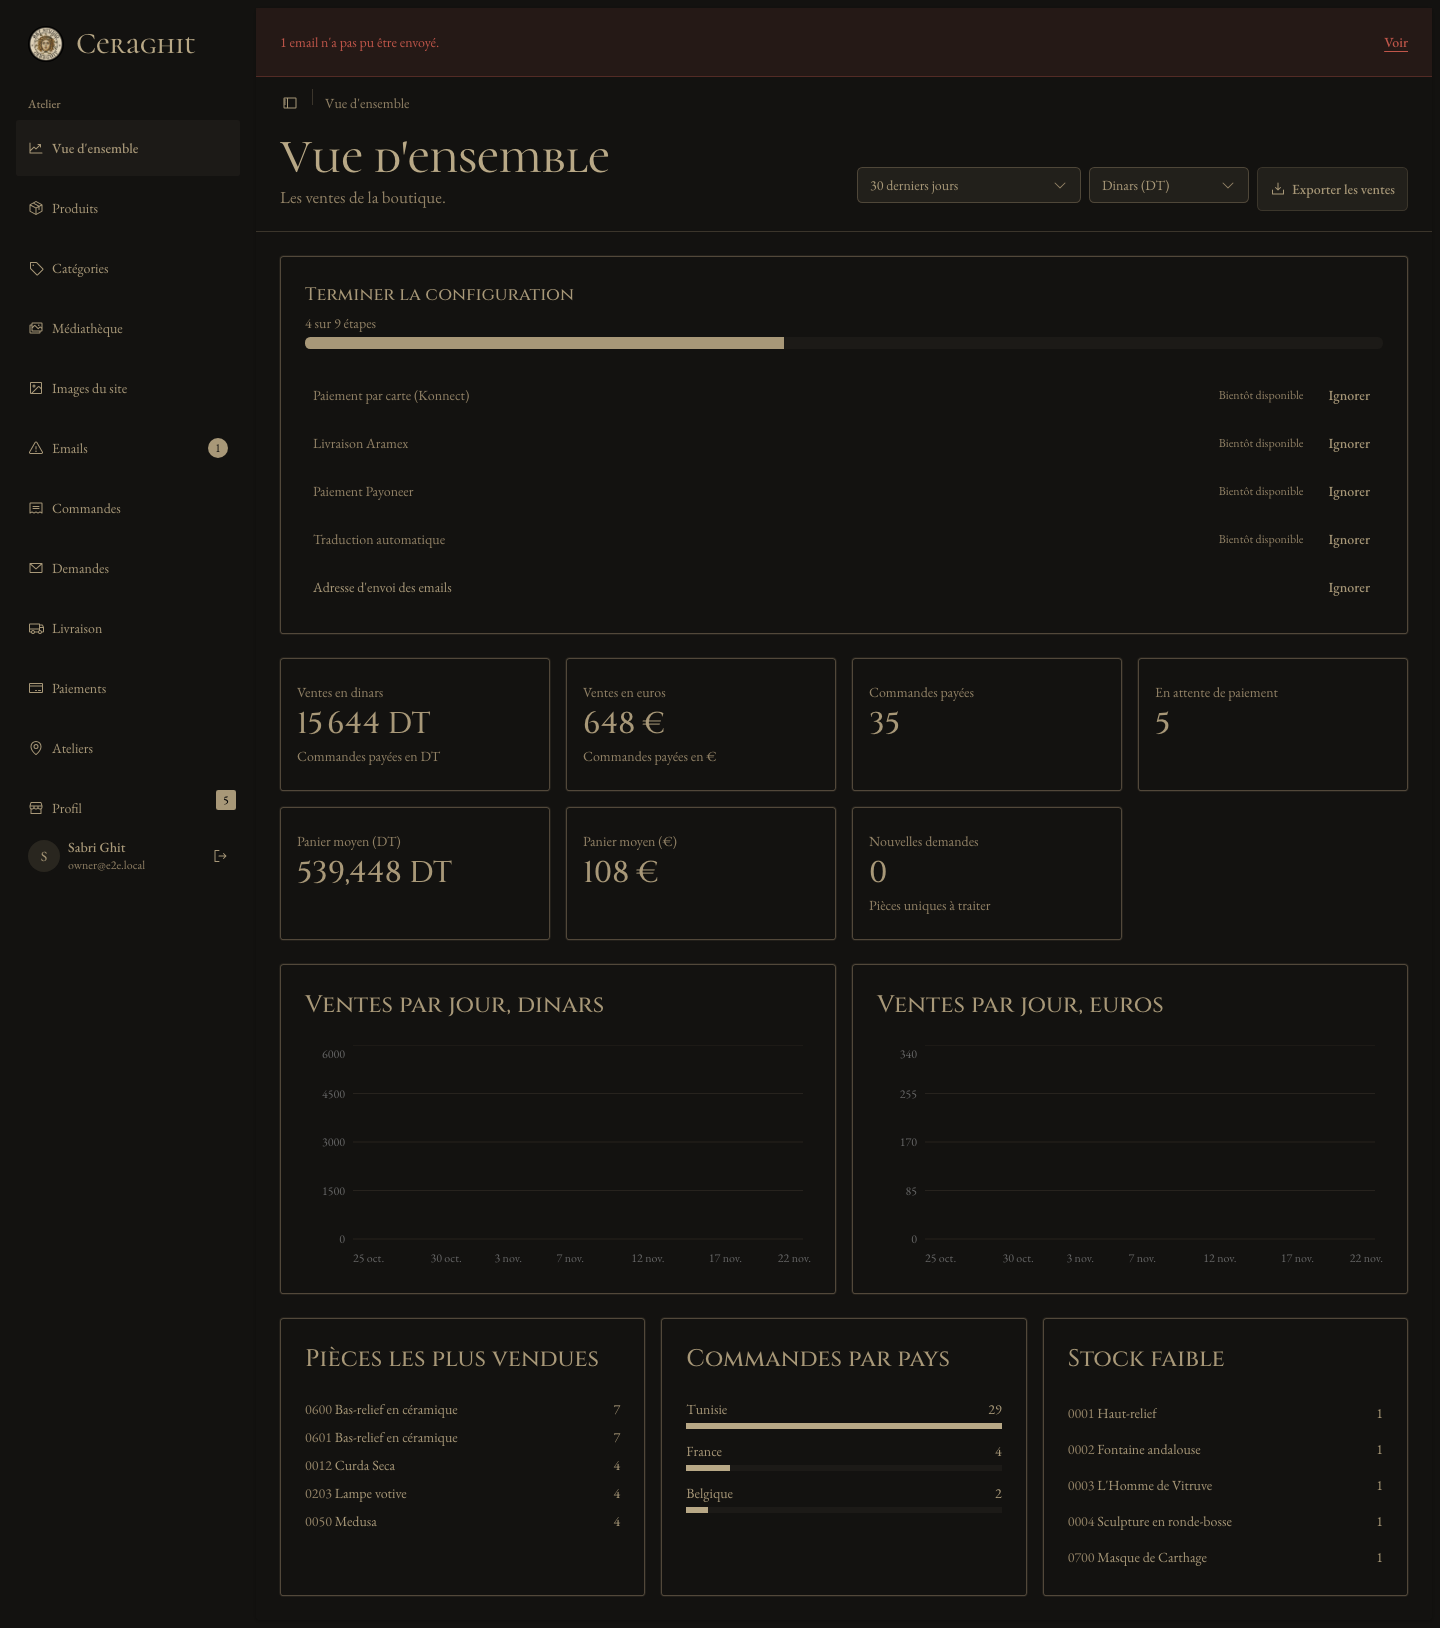 Ceraghit
Atelier
Vue d'ensemble
Produits
Catégories
Médiathèque
Images du site
Emails 1
Commandes
Demandes
Livraison
Paiements
Ateliers
Profil 5
S Sabri Ghit
owner@e2e.local
1 email n'a pas pu être envoyé. Voir
Vue d'ensemble
Vue d'ensemble
Les ventes de la boutique.
30 derniers jours Dinars (DT) Exporter les ventes
Terminer la configuration
4 sur 9 étapes
Paiement par carte (Konnect) Bientôt disponible Ignorer
Livraison Aramex Bientôt disponible Ignorer
Paiement Payoneer Bientôt disponible Ignorer
Traduction automatique Bientôt disponible Ignorer
Adresse d'envoi des emails Ignorer
Ventes en dinars
15 644 DT
Commandes payées en DT
Ventes en euros
648 €
Commandes payées en €
Commandes payées
35
En attente de paiement
5
Panier moyen (DT)
539,448 DT
Panier moyen (€)
108 €
Nouvelles demandes
0
Pièces uniques à traiter
Ventes par jour, dinars
6000
4500
3000
1500
0
25 oct. 30 oct. 3 nov. 7 nov. 12 nov. 17 nov. 22 nov.
Ventes par jour, euros
340
255
170
85
0
25 oct. 30 oct. 3 nov. 7 nov. 12 nov. 17 nov. 22 nov.
Pièces les plus vendues
0600 Bas-relief en céramique 7
0601 Bas-relief en céramique 7
0012 Curda Seca 4
0203 Lampe votive 4
0050 Medusa 4
Commandes par pays
Tunisie 29
France 4
Belgique 2
Stock faible
0001 Haut-relief 1
0002 Fontaine andalouse 1
0003 L'Homme de Vitruve 1
0004 Sculpture en ronde-bosse 1
0700 Masque de Carthage 1